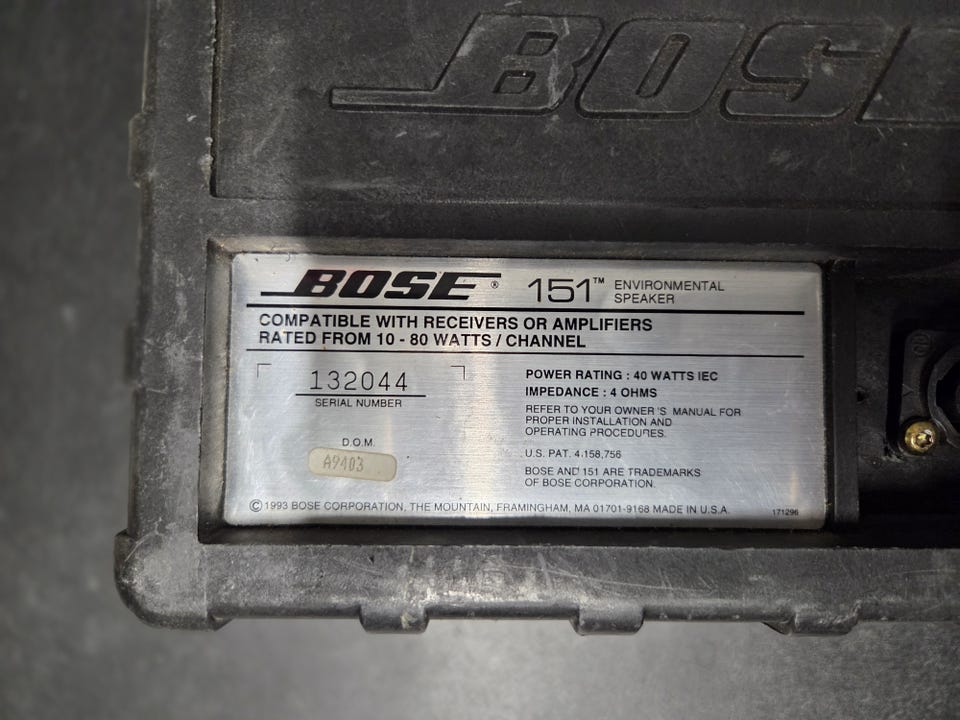 BOSE
BOSE® 151™ ENVIRONMENTAL
SPEAKER
COMPATIBLE WITH RECEIVERS OR AMPLIFIERS
RATED FROM 10 - 80 WATTS / CHANNEL
132044
SERIAL NUMBER
D.O.M.
A9403
POWER RATING : 40 WATTS IEC
IMPEDANCE : 4 OHMS
REFER TO YOUR OWNER'S MANUAL FOR
PROPER INSTALLATION AND
OPERATING PROCEDURES.
U.S. PAT. 4,158,756
BOSE AND 151 ARE TRADEMARKS
OF BOSE CORPORATION.
© 1993 BOSE CORPORATION, THE MOUNTAIN, FRAMINGHAM, MA 01701-9168 MADE IN U.S.A.
171296